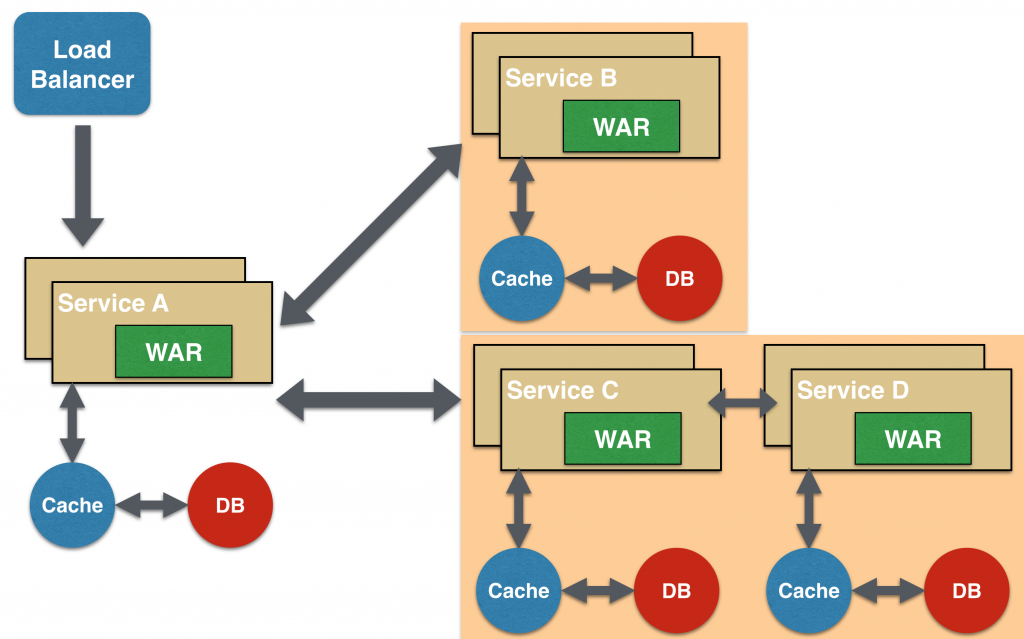 Load
Balancer
Service A
WAR
Cache
DB
Service B
WAR
Cache
DB
Service C
WAR
Cache
DB
Service D
WAR
Cache
DB